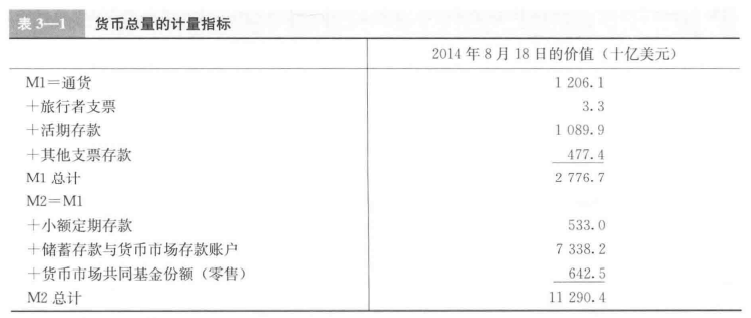 表 3—1 货币总量的计量指标
2014 年 8 月 18 日的价值（十亿美元）
M1＝通货 1 206.1
＋旅行者支票 3.3
＋活期存款 1 089.9
＋其他支票存款 477.4
M1 总计 2 776.7
M2＝M1
＋小额定期存款 533.0
＋储蓄存款与货币市场存款账户 7 338.2
＋货币市场共同基金份额（零售） 642.5
M2 总计 11 290.4